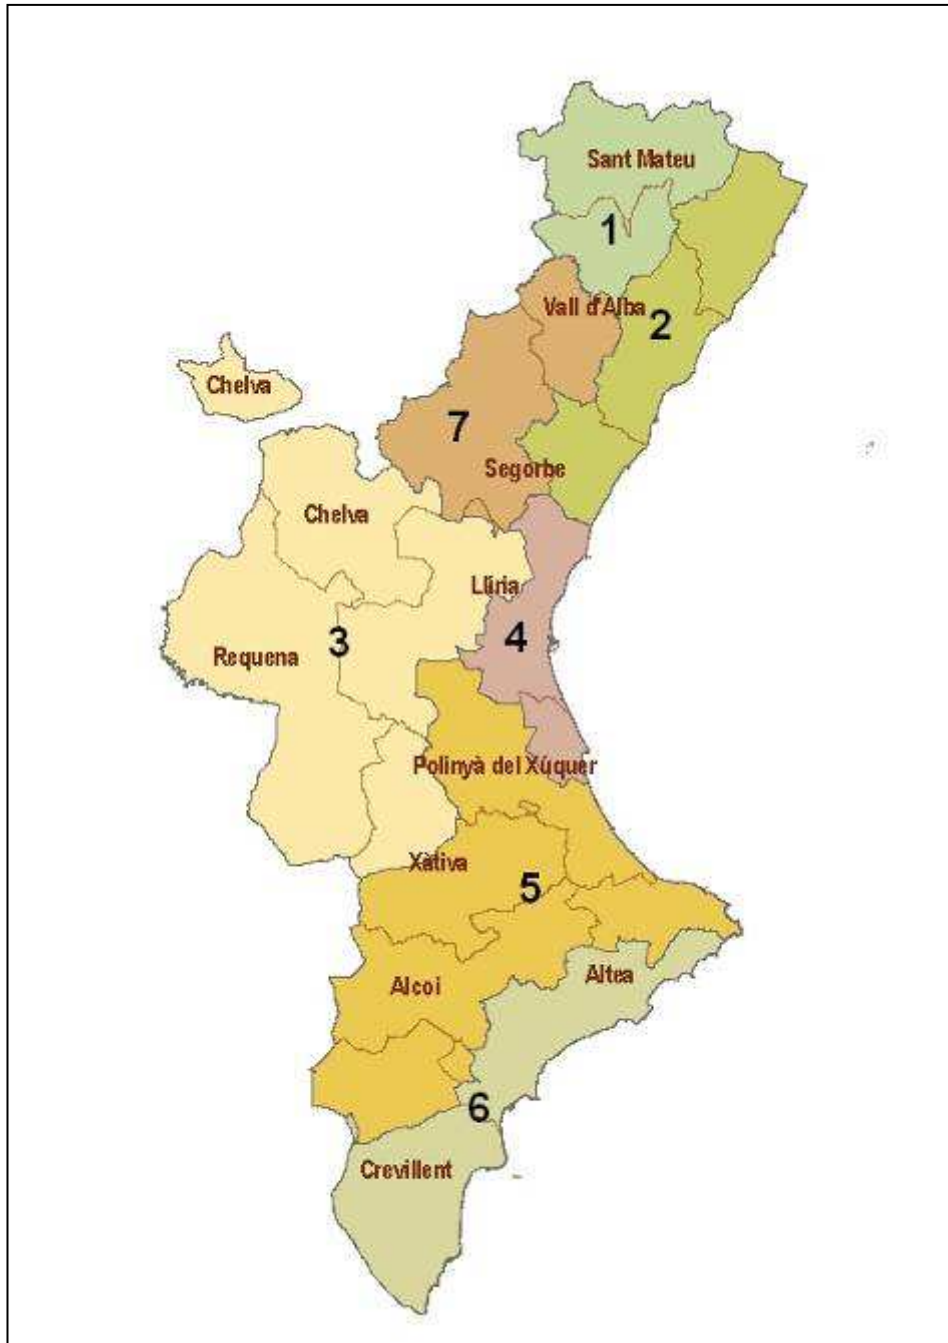 Sant Mateu
1
Vall d'Alba
2
Chelva
7
Segorbe
Chelva
Llíria
4
3
Requena
Polinyà del Xúquer
Xàtiva
5
Altea
Alcoi
6
Crevillent